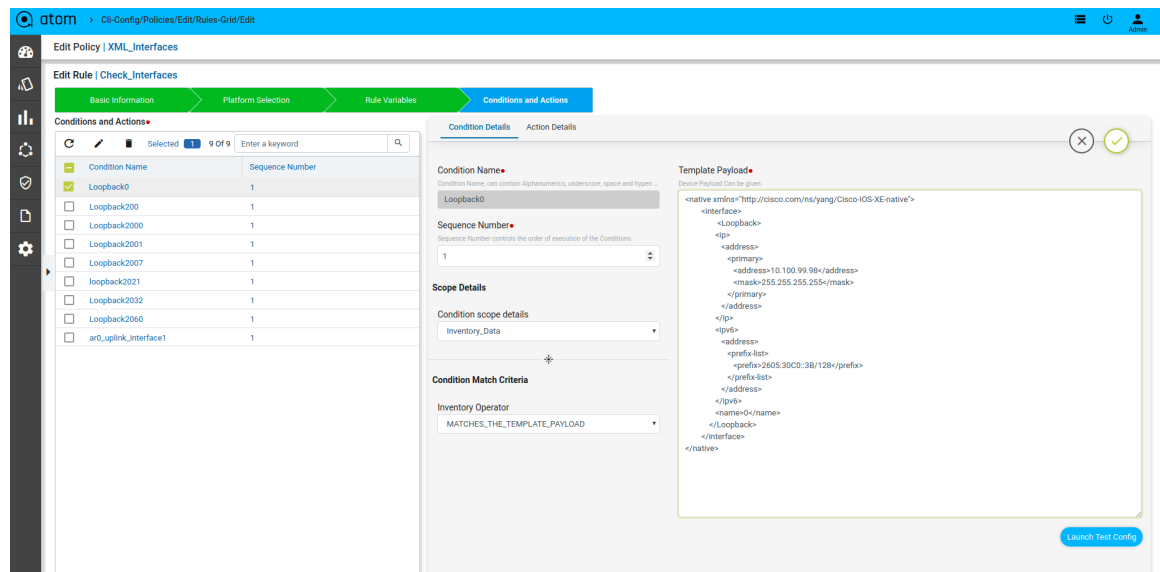 atom > Cli-Config/Policies/Edit/Rules-Grid/Edit
Admin
Edit Policy | XML_Interfaces
Edit Rule | Check_Interfaces
Basic Information
Platform Selection
Rule Variables
Conditions and Actions
Conditions and Actions
Selected 1 9 Of 9 Enter a keyword
Condition Name Sequence Number
Loopback0 1
Loopback200 1
Loopback2000 1
Loopback2001 1
Loopback2007 1
loopback2021 1
Loopback2032 1
Loopback2060 1
ar0_uplink_interface1 1
Condition Details Action Details
Condition Name
Condition Name, can contain Alphanumerics, underscore, space and hypen ...
Loopback0
Sequence Number
Sequence Number controls the order of execution of the Conditions.
1
Scope Details
Condition scope details
Inventory_Data
Condition Match Criteria
Inventory Operator
MATCHES_THE_TEMPLATE_PAYLOAD
Template Payload
Device Payload Can be given
<native xmlns="http://cisco.com/ns/yang/Cisco-IOS-XE-native">
<interface>
<Loopback>
<ip>
<address>
<primary>
<address>10.100.99.98</address>
<mask>255.255.255.255</mask>
</primary>
</address>
</ip>
<ipv6>
<address>
<prefix-list>
<prefix>2605:30C0::3B/128</prefix>
</prefix-list>
</address>
</ipv6>
<name>0</name>
</Loopback>
</interface>
</native>
Launch Test Config